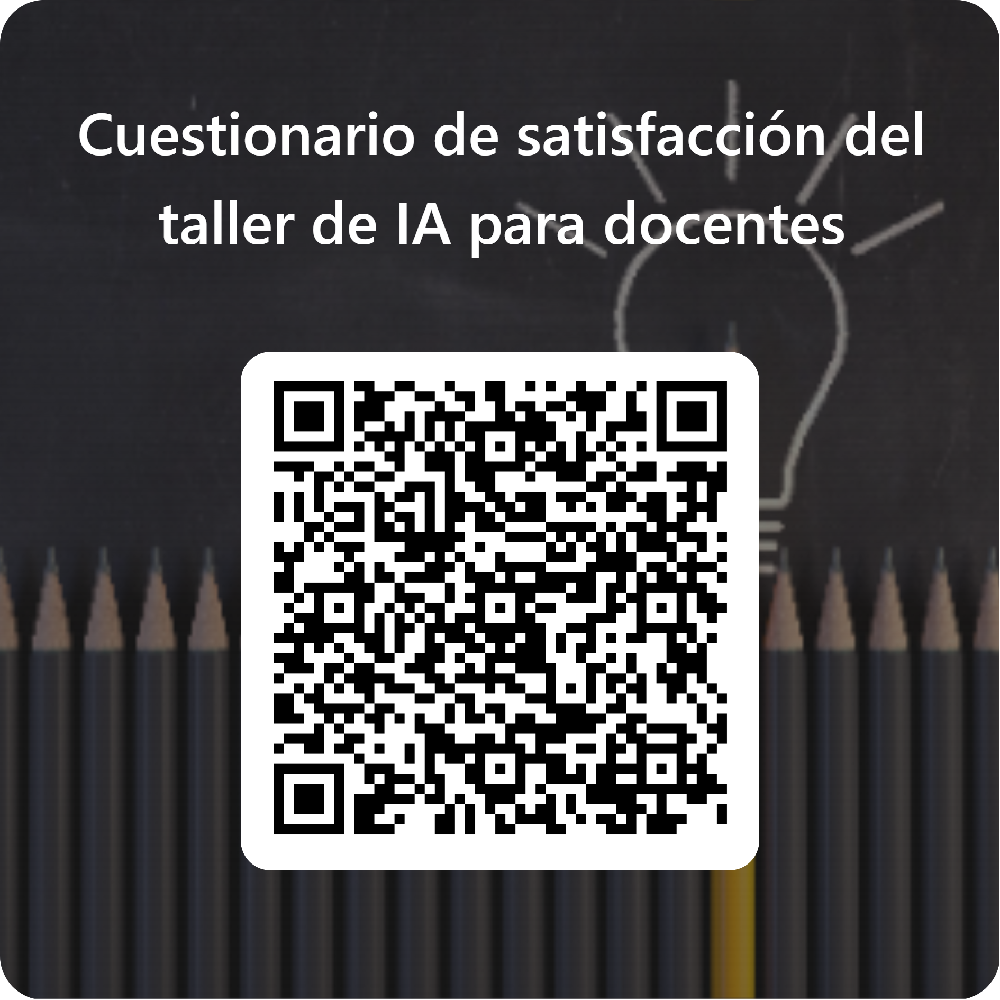 Cuestionario de satisfacción del
taller de IA para docentes